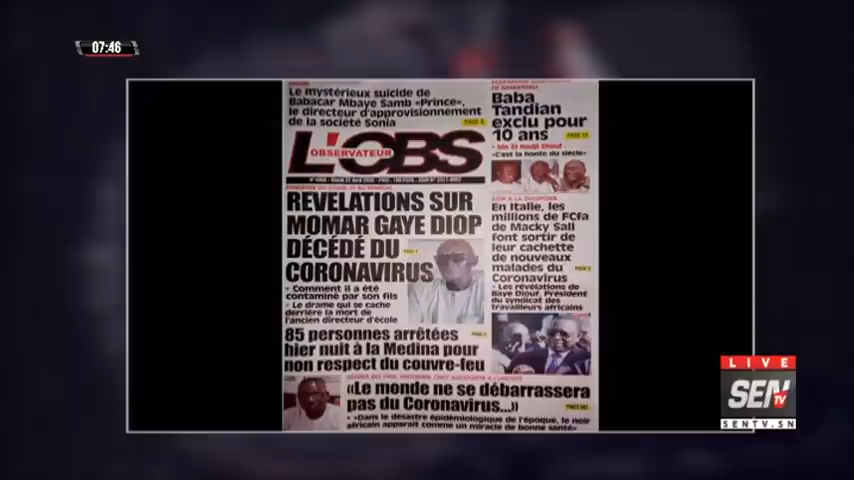 07:46
Le mystérieux suicide de
Babacar Mbaye Samb «Prince»,
le directeur d'approvisionnement
de la société Sonia
PAGE
Baba
Tandian
exclu pour
10 ans
• Me El Hadji Diouf :
«C'est la honte du siècle»
L'OBS
OBSERVATEUR
REVELATIONS SUR
MOMAR GAYE DIOP
DÉCÉDÉ DU
CORONAVIRUS
• Comment il a été
contaminé par son fils
• Le drame qui se cache
derrière la mort de
l'ancien directeur d'école
En Italie, les
millions de FCfa
de Macky Sall
font sortir de
leur cachette
de nouveaux
malades du
Coronavirus
• Les révélations de
Baye Diouf, Président
du syndicat des
travailleurs africains
85 personnes arrêtées
hier nuit à la Medina pour
non respect du couvre-feu
«Le monde ne se débarrassera
pas du Coronavirus...»
• «Dans le désastre épidémiologique de l'époque, le noir
africain apparaît comme un miracle de bonne santé»
LIVE
SEN TV
SENTV.SN